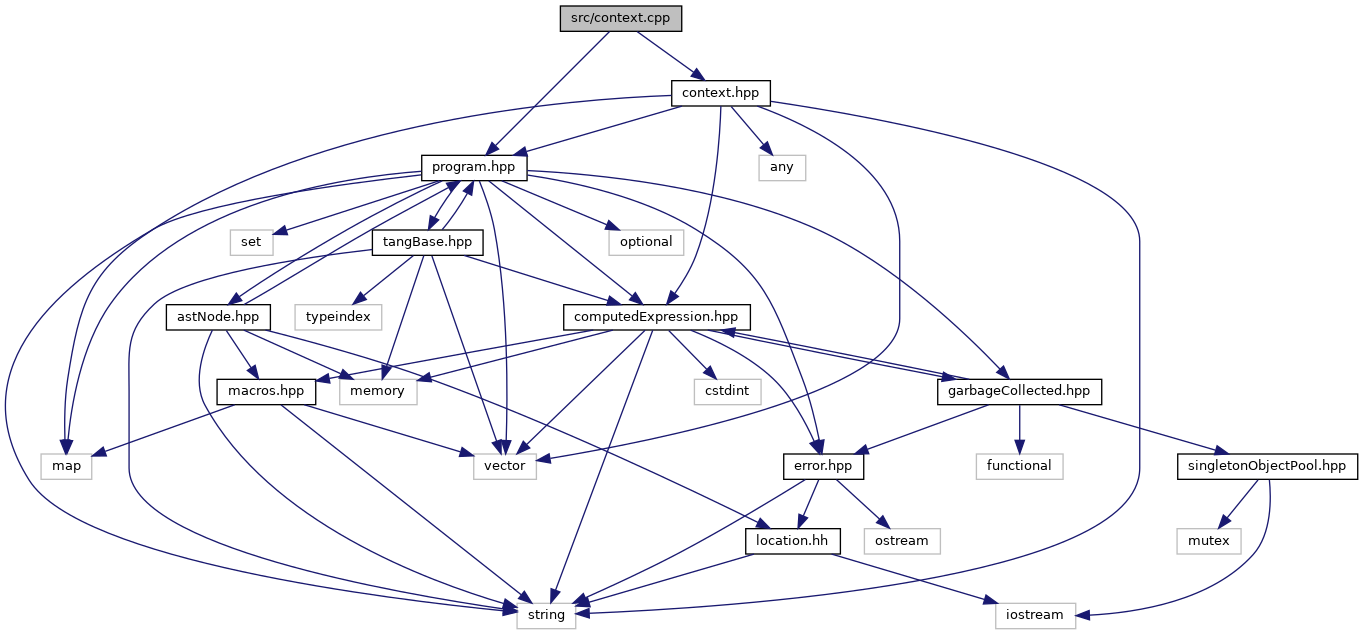 src/context.cpp
context.hpp
program.hpp
any
set
tangBase.hpp
optional
astNode.hpp
typeindex
computedExpression.hpp
macros.hpp
memory
cstdint
garbageCollected.hpp
map
vector
error.hpp
functional
singletonObjectPool.hpp
location.hh
ostream
mutex
string
iostream